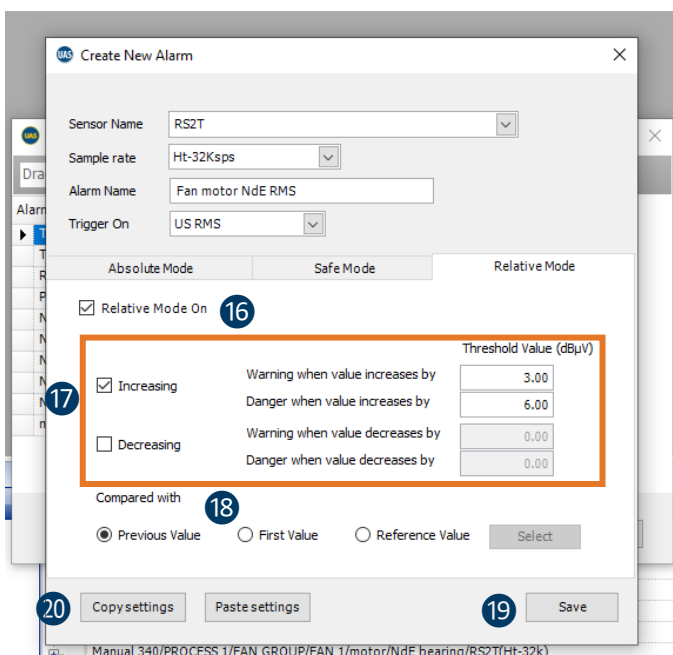 UAS Create New Alarm
UAS
Sensor Name RS2T
Sample rate Ht-32Ksps
Dra
Alarm Name Fan motor NdE RMS
Alarn
Trigger On US RMS
T
T
R
P
N
N
N
N
N
n
Absolute Mode Safe Mode Relative Mode
Relative Mode On 16
Threshold Value (dBµV)
17 Increasing
Warning when value increases by 3.00
Danger when value increases by 6.00
Decreasing
Warning when value decreases by 0.00
Danger when value decreases by 0.00
Compared with 18
Previous Value First Value Reference Value Select
20 Copy settings Paste settings 19 Save
Manual 340/PROCESS 1/FAN GROUP/FAN 1/motor/NdE bearing/RS2T(Ht-32k)